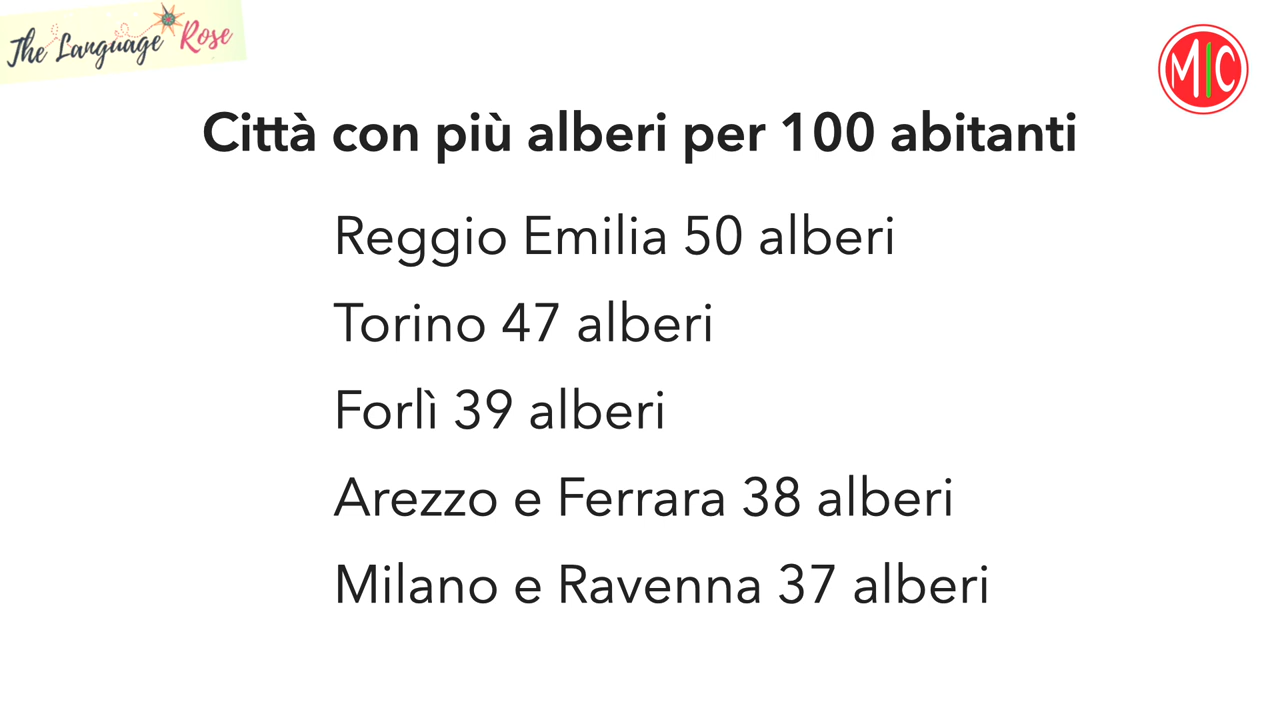 The Language Rose
MIC
Città con più alberi per 100 abitanti
Reggio Emilia 50 alberi
Torino 47 alberi
Forlì 39 alberi
Arezzo e Ferrara 38 alberi
Milano e Ravenna 37 alberi